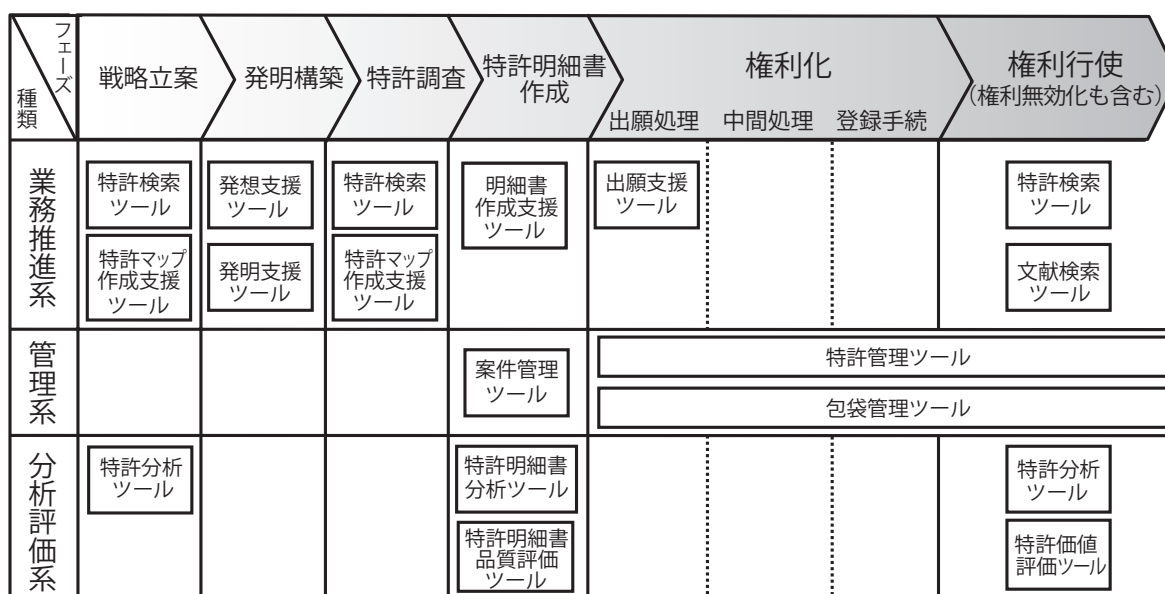 フェーズ
種類
戦略立案
発明構築
特許調査
特許明細書
作成
権利化
出願処理
中間処理
登録手続
権利行使
(権利無効化も含む)
業務推進系
特許検索
ツール
特許マップ
作成支援
ツール
発想支援
ツール
発明支援
ツール
特許検索
ツール
特許マップ
作成支援
ツール
明細書
作成支援
ツール
出願支援
ツール
特許検索
ツール
文献検索
ツール
管理系
案件管理
ツール
特許管理ツール
包袋管理ツール
分析評価系
特許分析
ツール
特許明細書
分析ツール
特許明細書
品質評価
ツール
特許分析
ツール
特許価値
評価ツール